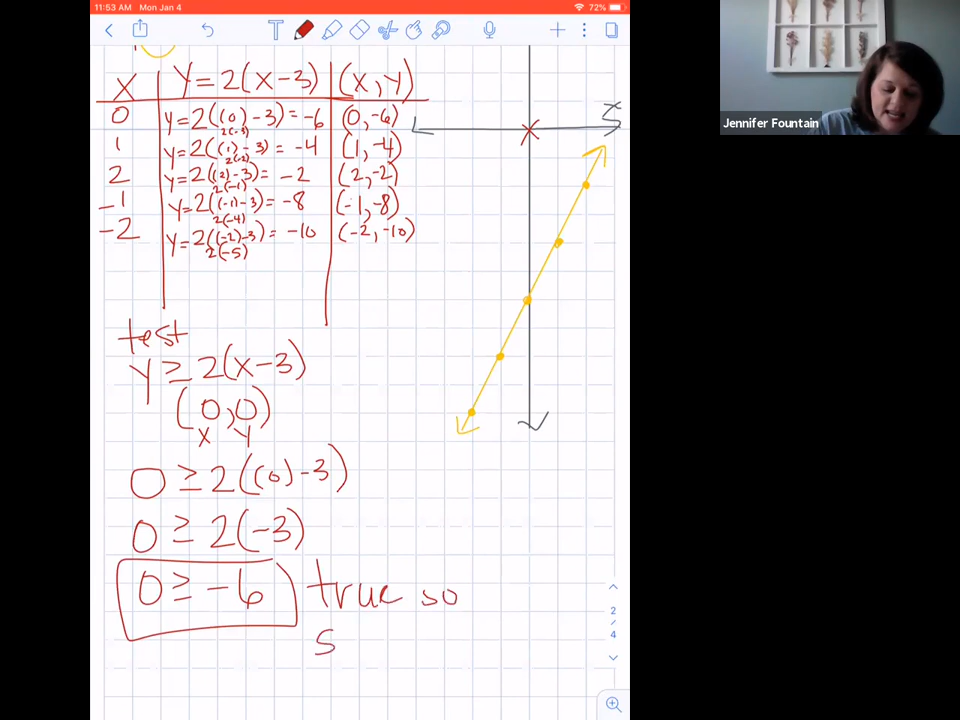 11:53 AM Mon Jan 4
72%
X Y=2(X-3) (X,Y)
0 y=2((0)-3)=-6 (0,-6)
2(-3)
1 y=2((1)-3)=-4 (1,-4)
2(-2)
2 y=2((2)-3)=-2 (2,-2)
2(-1)
-1 y=2((-1)-3)=-8 (-1,-8)
2(-4)
-2 y=2((-2)-3)=-10 (-2,-10)
2(-5)
test
Y≥2(X-3)
(0,0)
X Y
0≥2((0)-3)
0≥2(-3)
0≥-6 true so
s
5
2
/
4
Jennifer Fountain